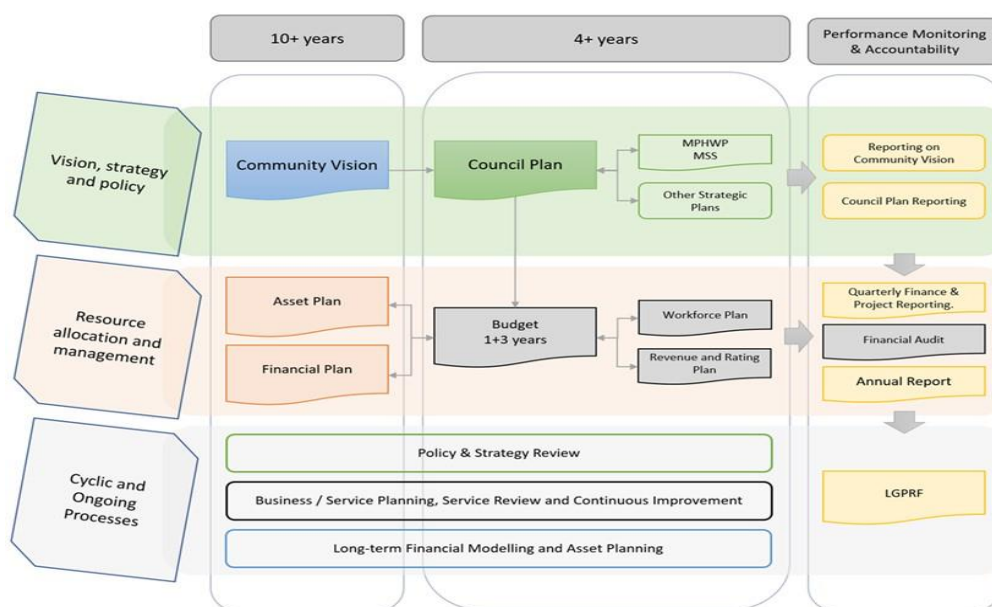 10+ years
4+ years
Performance Monitoring
& Accountability
Vision, strategy
and policy
Community Vision
Council Plan
MPHWP
MSS
Other Strategic
Plans
Reporting on
Community Vision
Council Plan Reporting
Resource
allocation and
management
Asset Plan
Financial Plan
Budget
1+3 years
Workforce Plan
Revenue and Rating
Plan
Quarterly Finance &
Project Reporting.
Financial Audit
Annual Report
Cyclic and
Ongoing
Processes
Policy & Strategy Review
Business / Service Planning, Service Review and Continuous Improvement
Long-term Financial Modelling and Asset Planning
LGPRF